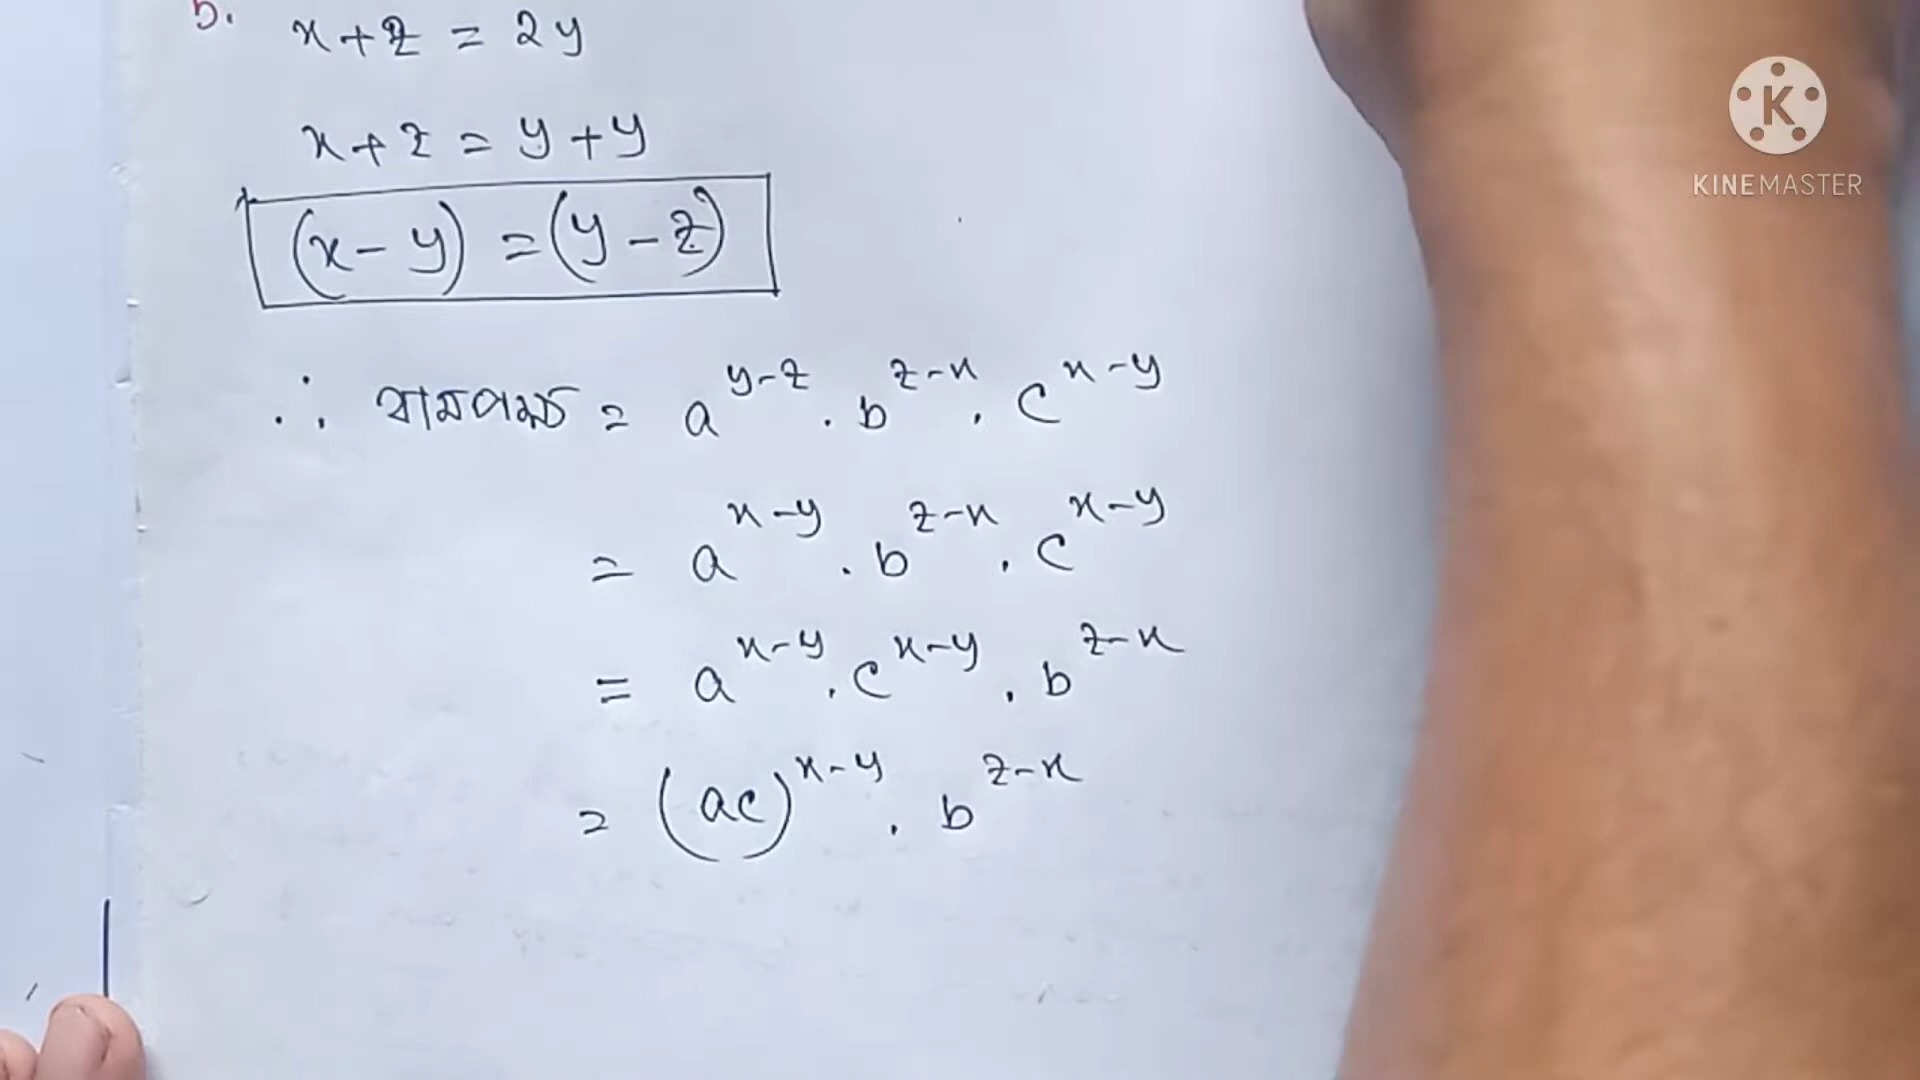 5. x+z = 2y
x+z = y+y
(x-y) = (y-z)
∴ বামপক্ষ = a^{y-z} . b^{z-x} . c^{x-y}
= a^{x-y} . b^{z-x} . c^{x-y}
= a^{x-y} . c^{x-y} . b^{z-x}
= (ac)^{x-y} . b^{z-x}
K
KINEMASTER